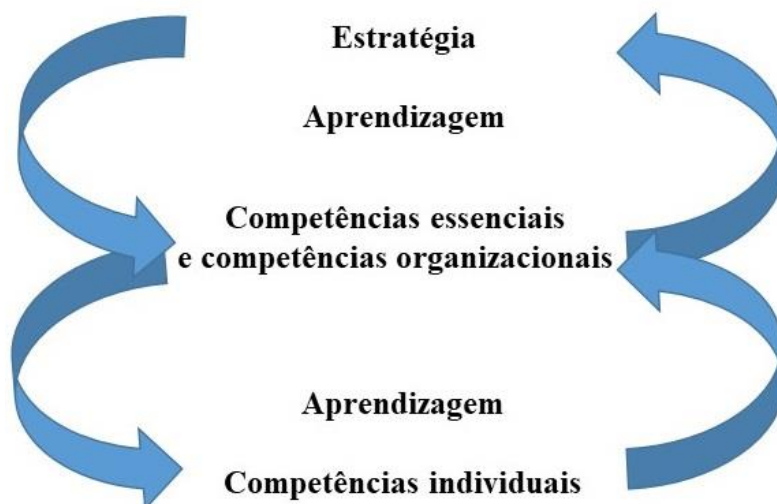 Estratégia
Aprendizagem
Competências essenciais
e competências organizacionais
Aprendizagem
Competências individuais